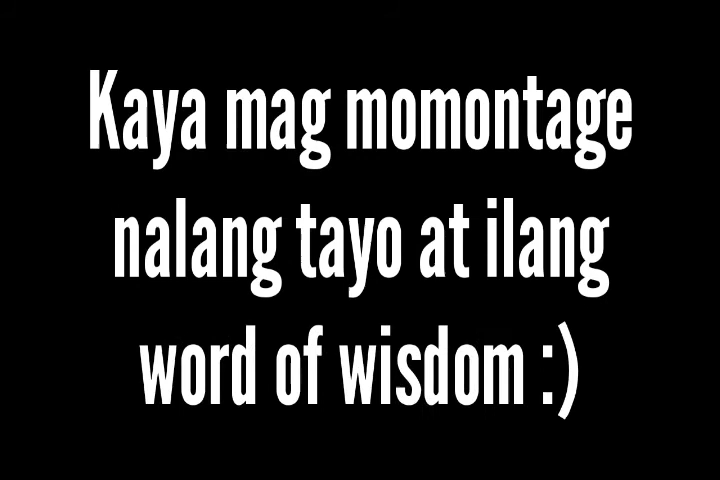 Kaya mag momontage
nalang tayo at ilang
word of wisdom :)